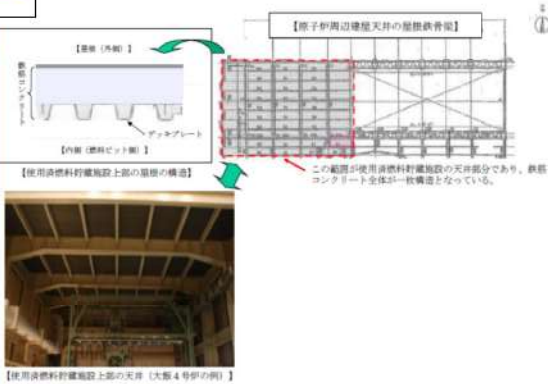 【原子炉周辺建屋天井の屋根鉄骨梁】
【屋根（外側）】
鉄筋コンクリート
デッキプレート
【内側（燃料ピット側）】
【使用済燃料貯蔵施設上部の屋根の構造】
この範囲が使用済燃料貯蔵施設の天井部分であり、鉄筋
コンクリート全体が一枚構造となっている。
【使用済燃料貯蔵施設上部の天井（大飯４号炉の例）】